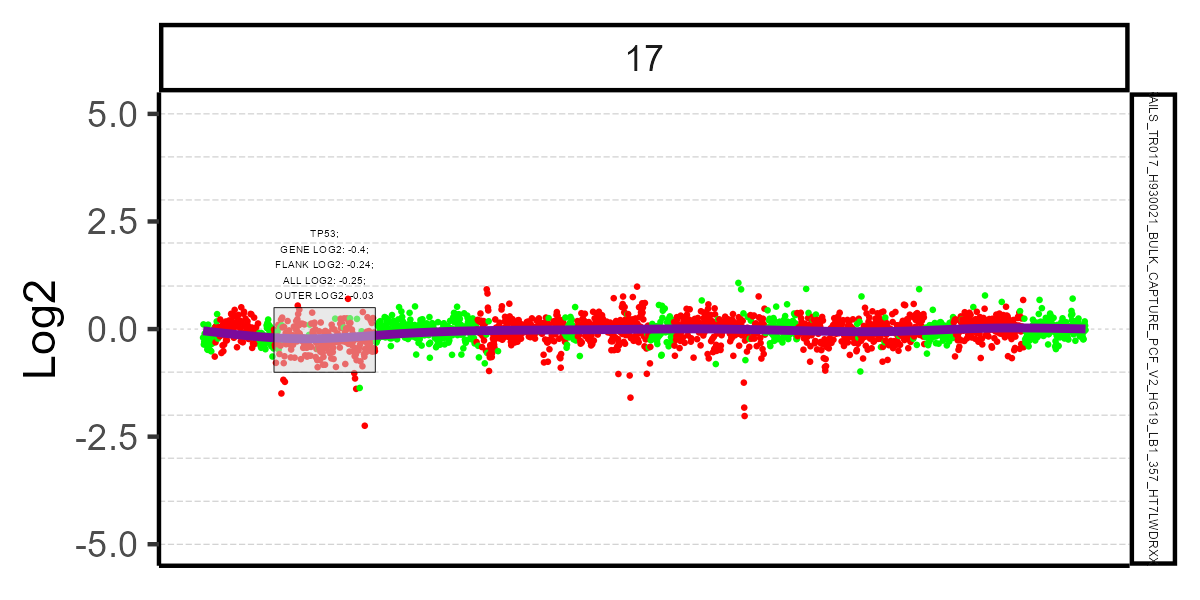 17
5.0
2.5
0.0
-2.5
-5.0
Log2
TP53;
GENE LOG2: -0.4;
FLANK LOG2: -0.24;
ALL LOG2: -0.25;
OUTER LOG2: -0.03
AILS_TR017_H930021_BULK_CAPTURE_PCF_V2_HG19_LB1_357_HT7LWDRXX